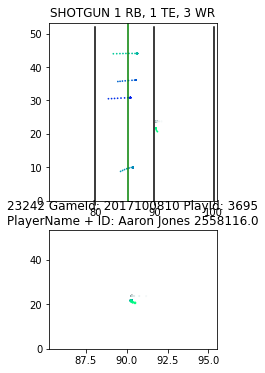 SHOTGUN 1 RB, 1 TE, 3 WR
50
40
30
20
10
0
80 90 100
23242 GameId: 2017100810 PlayId: 3695
PlayerName + ID: Aaron Jones 2558116.0
40
20
0
87.5 90.0 92.5 95.0